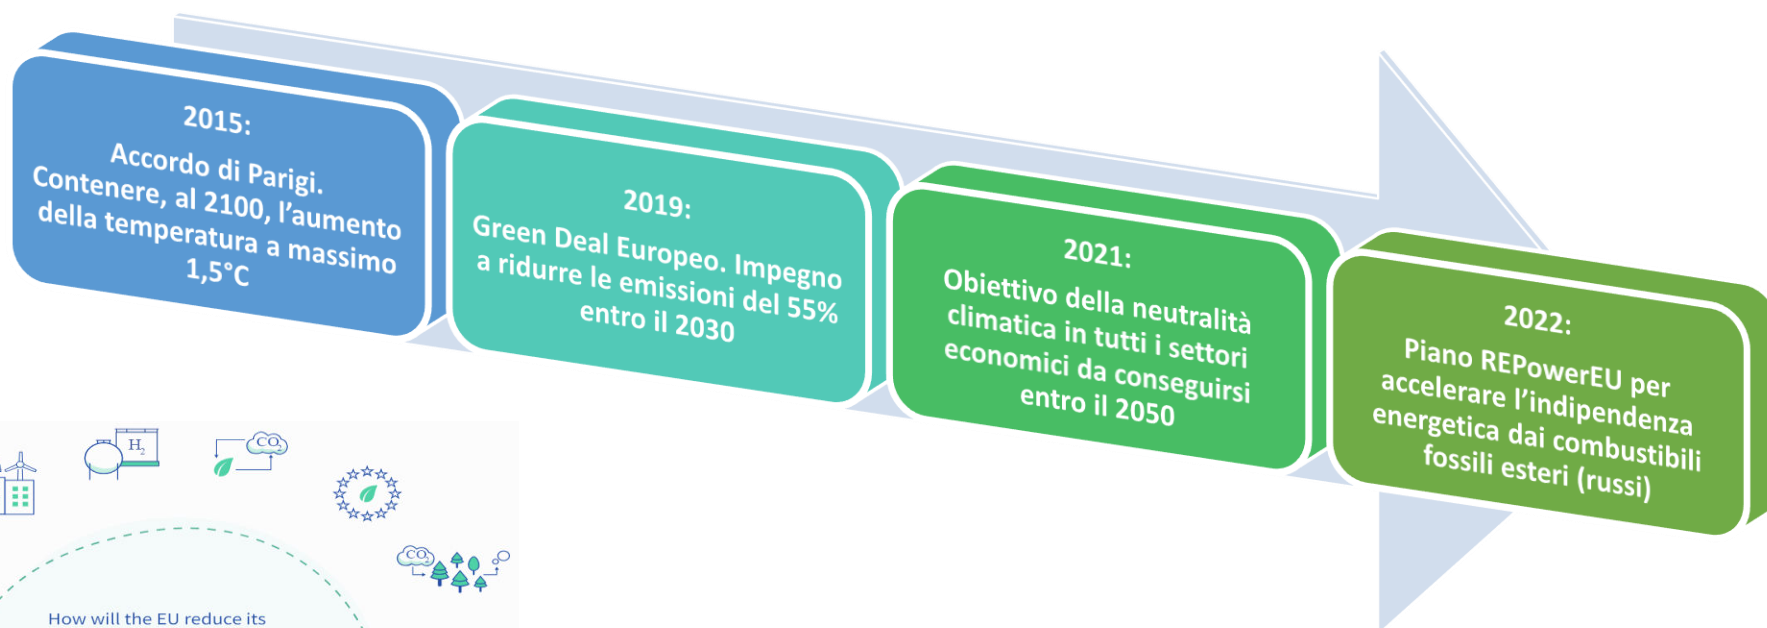 2015:
Accordo di Parigi.
Contenere, al 2100, l'aumento
della temperatura a massimo
1,5°C
2019:
Green Deal Europeo. Impegno
a ridurre le emissioni del 55%
entro il 2030
2021:
Obiettivo della neutralità
climatica in tutti i settori
economici da conseguirsi
entro il 2050
2022:
Piano REPowerEU per
accelerare l'indipendenza
energetica dai combustibili
fossili esteri (russi)
H₂
CO₂
CO₂
How will the EU reduce its